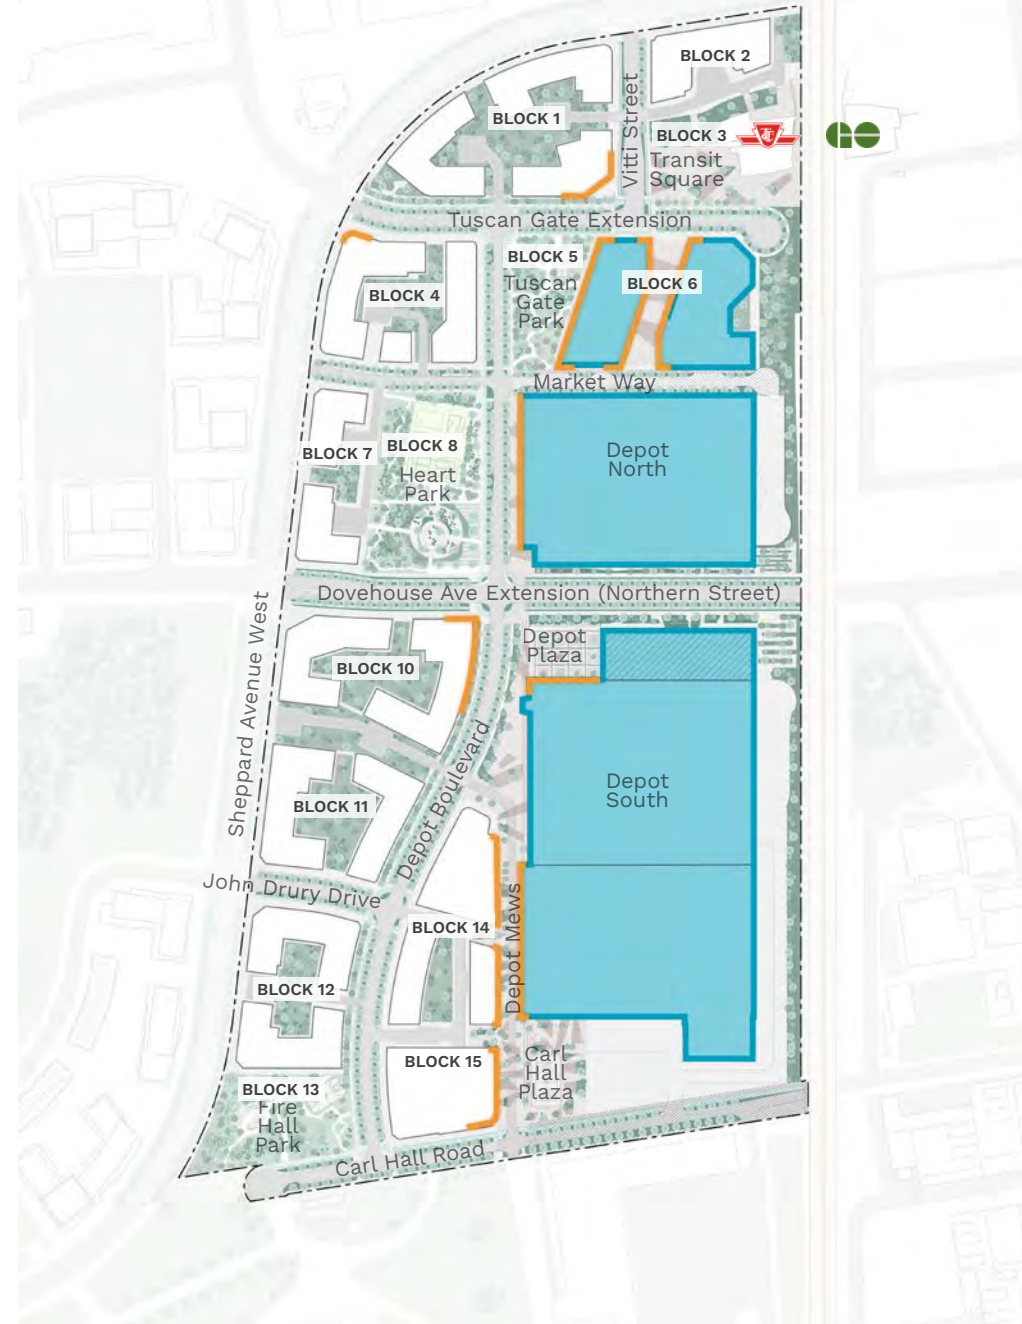 BLOCK 2
BLOCK 1
Vitti Street
BLOCK 3
Transit
Square
Tuscan Gate Extension
BLOCK 5
Tuscan
Gate
Park
BLOCK 6
BLOCK 4
Market Way
BLOCK 7
BLOCK 8
Heart
Park
Depot
North
Dovehouse Ave Extension (Northern Street)
Sheppard Avenue West
Depot
Plaza
BLOCK 10
Depot Boulevard
Depot
South
BLOCK 11
John Drury Drive
BLOCK 14
Depot Mews
BLOCK 12
BLOCK 15
Carl
Hall
Plaza
BLOCK 13
Fire
Hall
Park
Carl Hall Road